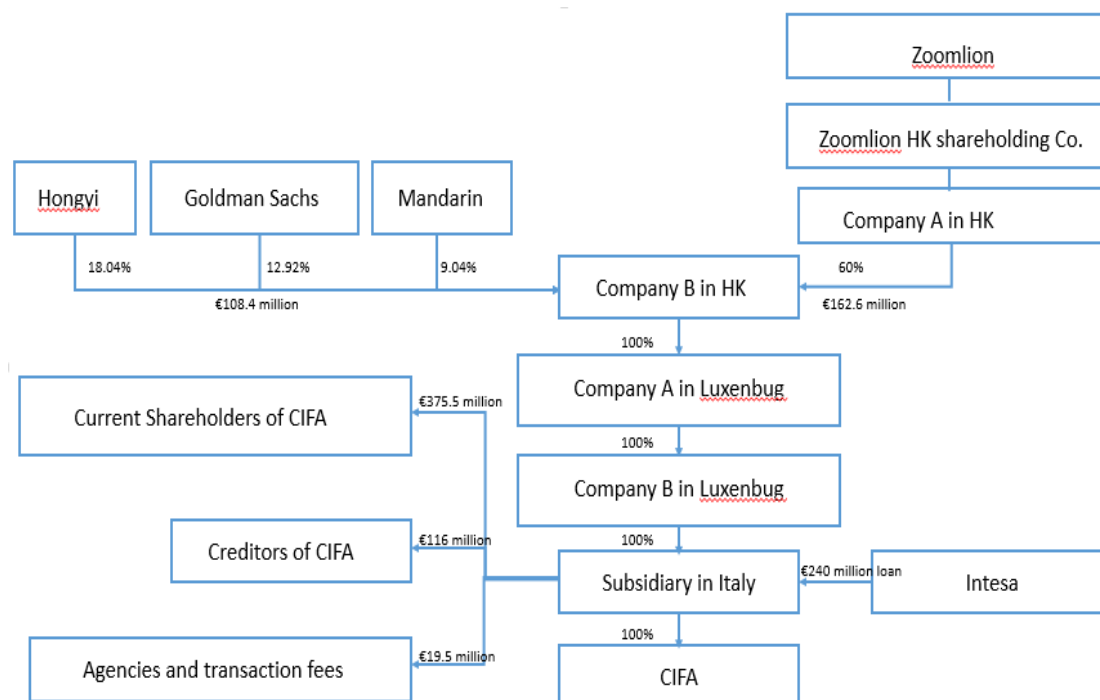 Zoomlion
Zoomlion HK shareholding Co.
Hongyi
Goldman Sachs
Mandarin
Company A in HK
18.04%
12.92%
9.04%
60%
Company B in HK
€108.4 million
€162.6 million
100%
Company A in Luxenbug
€375.5 million
Current Shareholders of CIFA
100%
Company B in Luxenbug
€116 million
100%
Creditors of CIFA
€240 million loan
Subsidiary in Italy
Intesa
100%
€19.5 million
Agencies and transaction fees
CIFA